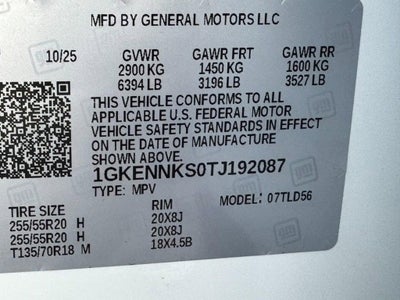 MFD BY GENERAL MOTORS LLC
10/25 GVWR GAWR FRT GAWR RR
2900 KG 1450 KG 1600 KG
6394 LB 3196 LB 3527 LB
THIS VEHICLE CONFORMS TO ALL
APPLICABLE U.S. FEDERAL MOTOR
VEHICLE SAFETY STANDARDS IN EFFECT
ON THE DATE OF MANUFACTURE
SHOWN ABOVE.
1GKENNKS0TJ192087
TYPE: MPV MODEL: 07TLD56
TIRE SIZE RIM
255/55R20 H 20X8J
255/55R20 H 20X8J
T135/70R18 M 18X4.5B